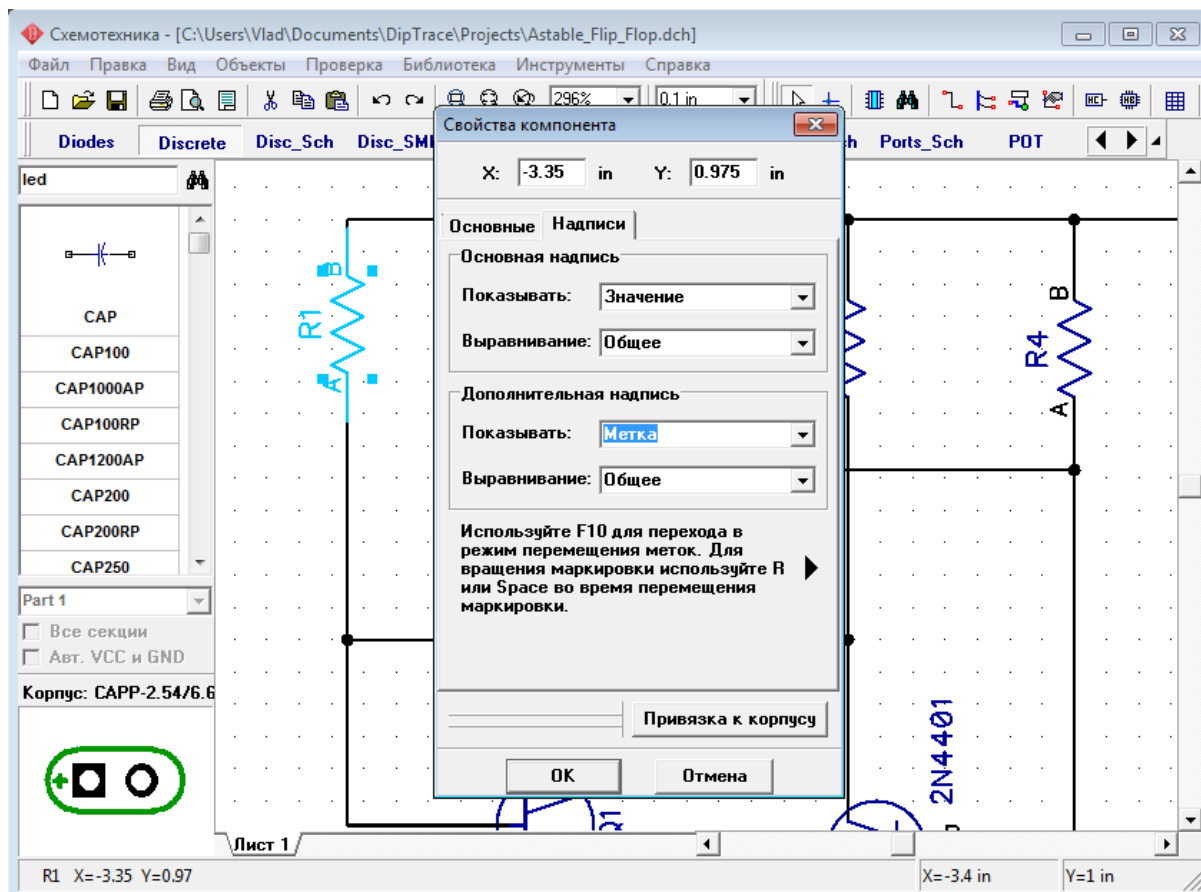 Схемотехника - [C:\Users\Vlad\Documents\DipTrace\Projects\Astable_Flip_Flop.dch]
Файл Правка Вид Объекты Проверка Библиотека Инструменты Справка
296% 0.1 in
Diodes Discrete Disc_Sch Disc_SMD Ports_Sch POT
led
CAP
CAP100
CAP1000AP
CAP100RP
CAP1200AP
CAP200
CAP200RP
CAP250
Part 1
Все секции
Авт. VCC и GND
Корпус: CAPP-2.54/6.6
+
B
R1
A
Свойства компонента
X: -3.35 in Y: 0.975 in
Основные Надписи
Основная надпись
Показывать: Значение
Выравнивание: Общее
Дополнительная надпись
Показывать: Метка
Выравнивание: Общее
Используйте F10 для перехода в
режим перемещения меток. Для
вращения маркировки используйте R
или Space во время перемещения
маркировки.
Привязка к корпусу
OK Отмена
B
R4
A
2N4401
Q1
Лист 1
R1 X=-3.35 Y=0.97 X=-3.4 in Y=1 in